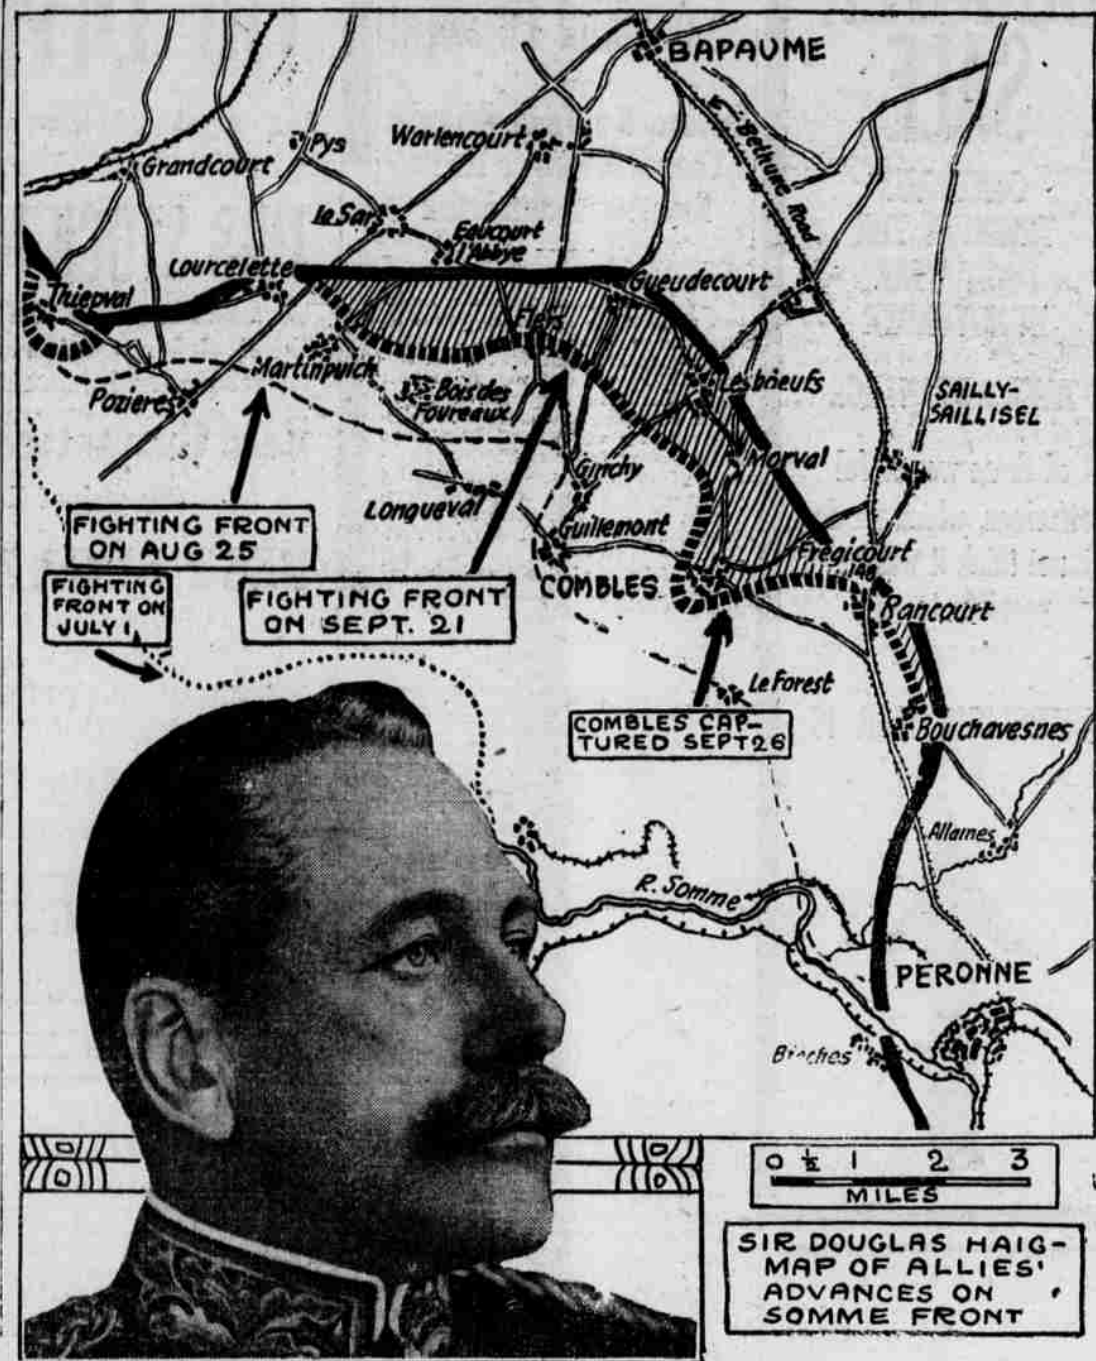 BAPAUME
Bethune Road
Pys
Warlencourt
Grandcourt
le Sars
Eaucourt
l'Abbye
Courcelette
Gueudecourt
Thiepval
Flers
Martinpuich
Lesbœufs
Bois des
Foureaux
SAILLY-
SAILLISEL
Pozieres
Morval
Ginchy
Longueval
FIGHTING FRONT
ON AUG 25
Guillemont
Fregicourt
FIGHTING
FRONT ON
JULY 1
FIGHTING FRONT
ON SEPT. 21
COMBLES
Rancourt
Le Forest
COMBLES CAP-
TURED SEPT 26
Bouchavesnes
Allaines
R. Somme
PERONNE
Biaches
0 ½ 1 2 3
MILES
SIR DOUGLAS HAIG-
MAP OF ALLIES'
ADVANCES ON
SOMME FRONT